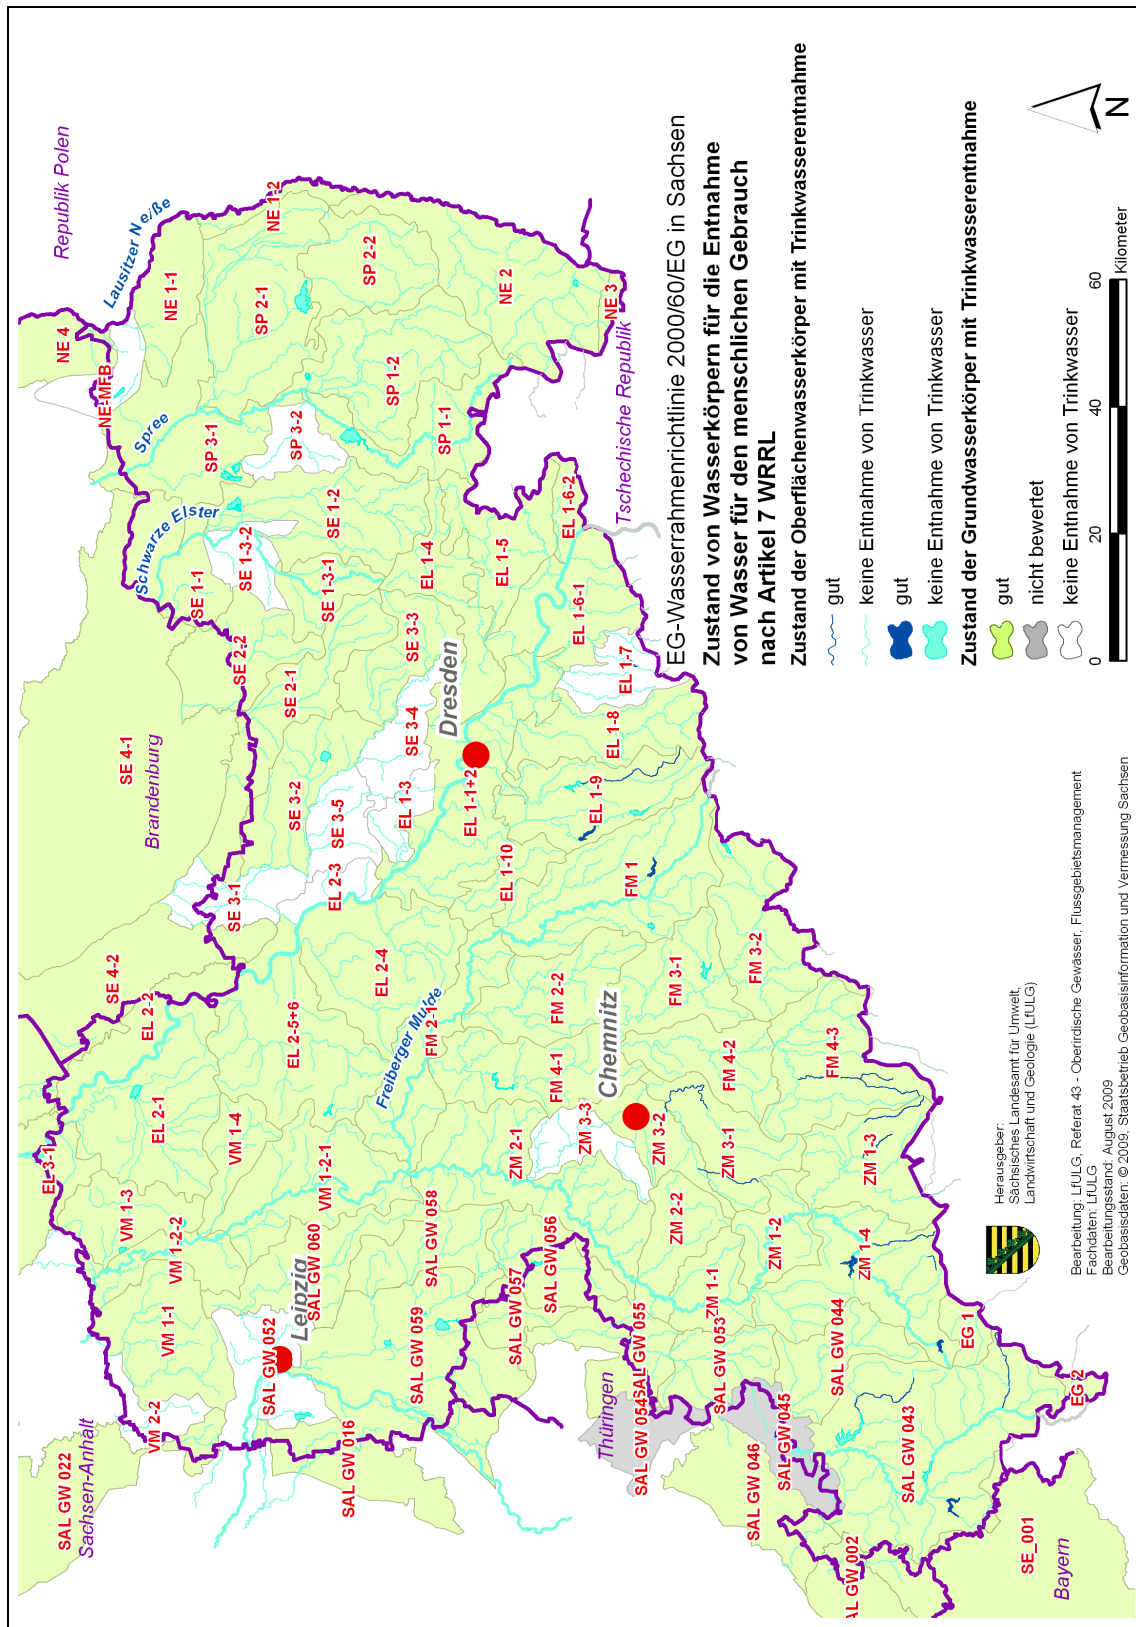 Republik Polen
Lausitzer Neiße
NE 4
NE-MFB
NE 1-1
NE 1-2
SP 2-1
SP 2-2
NE 2
NE 3
Tschechische Republik
Spree
SP 3-1
SP 3-2
SP 1-2
SP 1-1
Schwarze Elster
SE 1-1
SE 1-3-2
SE 1-2
SE 1-3-1
EL 1-4
EL 1-5
EL 1-6-2
EL 1-6-1
SE 2-2
SE 2-1
SE 3-3
SE 3-4
Dresden
EL 1-7
EL 1-8
SE 4-1
Brandenburg
SE 3-2
SE 3-5
EL 1-3
EL 1-1+2
EL 1-9
SE 3-1
EL 2-3
EL 1-10
FM 1
SE 4-2
EL 2-2
EL 2-4
EL 2-5+6
Freiberger Mulde
FM 2-1
FM 2-2
FM 3-1
FM 3-2
Chemnitz
FM 4-1
FM 4-2
FM 4-3
EL 3-1
EL 2-1
VM 1-4
VM 1-2-1
ZM 2-1
ZM 3-3
ZM 3-2
ZM 3-1
ZM 1-3
VM 1-3
VM 1-2-2
VM 1-1
SAL GW 060
SAL GW 058
SAL GW 056
ZM 2-2
ZM 1-2
ZM 1-4
Leipzig
SAL GW 052
SAL GW 059
SAL GW 057
SAL GW 055
ZM 1-1
SAL GW 053
SAL GW 044
EG 1
EG 2
VM 2-2
SAL GW 022
Sachsen-Anhalt
SAL GW 016
Thüringen
SAL GW 054
SAL GW 046
SAL GW 045
SAL GW 043
SAL GW 002
SE_001
Bayern
EG-Wasserrahmenrichtlinie 2000/60/EG in Sachsen
Zustand von Wasserkörpern für die Entnahme
von Wasser für den menschlichen Gebrauch
nach Artikel 7 WRRL
Zustand der Oberflächenwasserkörper mit Trinkwasserentnahme
gut
keine Entnahme von Trinkwasser
gut
keine Entnahme von Trinkwasser
Zustand der Grundwasserkörper mit Trinkwasserentnahme
gut
nicht bewertet
keine Entnahme von Trinkwasser
0 20 40 60
Kilometer
N
Herausgeber:
Sächsisches Landesamt für Umwelt,
Landwirtschaft und Geologie (LfULG)
Bearbeitung: LfULG, Referat 43 - Oberirdische Gewässer, Flussgebietsmanagement
Fachdaten: LfULG
Bearbeitungsstand: August 2009
Geobasisdaten: © 2009, Staatsbetrieb Geobasisinformation und Vermessung Sachsen